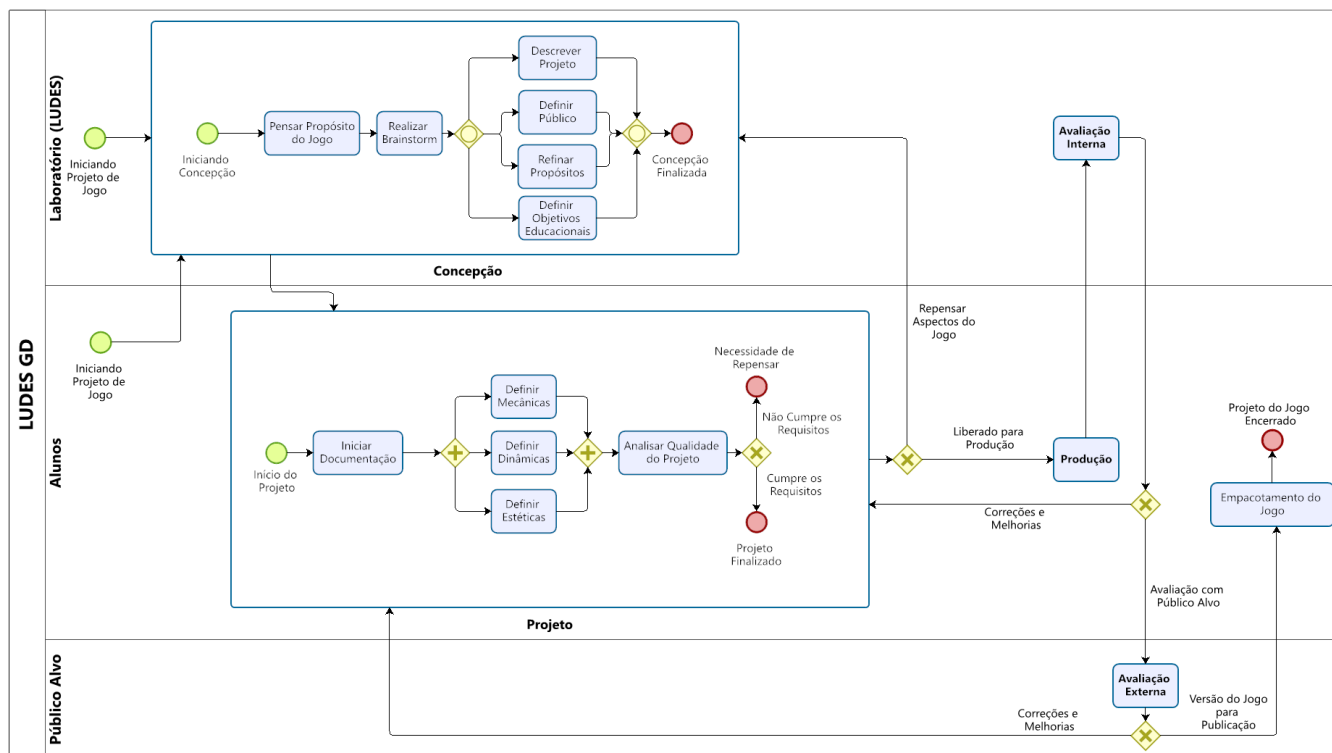 LUDES GD
Laboratório (LUDES)
Iniciando
Projeto de
Jogo
Iniciando
Concepção
Pensar Propósito
do Jogo
Realizar
Brainstorm
Descrever
Projeto
Definir
Público
Refinar
Propósitos
Definir
Objetivos
Educacionais
Concepção
Finalizada
Concepção
Avaliação
Interna
Alunos
Iniciando
Projeto de
Jogo
Início do
Projeto
Iniciar
Documentação
Definir
Mecânicas
Definir
Dinâmicas
Definir
Estéticas
Analisar Qualidade
do Projeto
Necessidade de
Repensar
Não Cumpre os
Requisitos
Cumpre os
Requisitos
Projeto
Finalizado
Projeto
Repensar
Aspectos do
Jogo
Liberado para
Produção
Produção
Correções e
Melhorias
Avaliação com
Público Alvo
Projeto do Jogo
Encerrado
Empacotamento do
Jogo
Público Alvo
Avaliação
Externa
Correções e
Melhorias
Versão do Jogo
para
Publicação